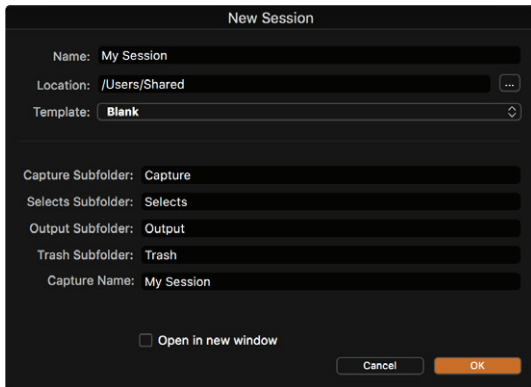 New Session
Name: My Session
Location: /Users/Shared ...
Template: Blank
Capture Subfolder: Capture
Selects Subfolder: Selects
Output Subfolder: Output
Trash Subfolder: Trash
Capture Name: My Session
Open in new window
Cancel OK